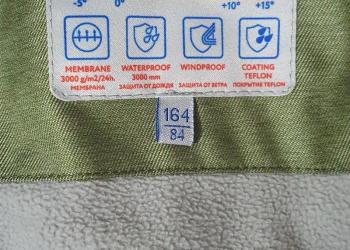 -5° 0° +10° +15°
MEMBRANE WATERPROOF WINDPROOF COATING
3000 g/m2/24h. 3000 mm TEFLON
МЕМБРАНА ЗАЩИТА ОТ ДОЖДЯ ЗАЩИТА ОТ ВЕТРА ПОКРЫТИЕ TEFLON
164
84